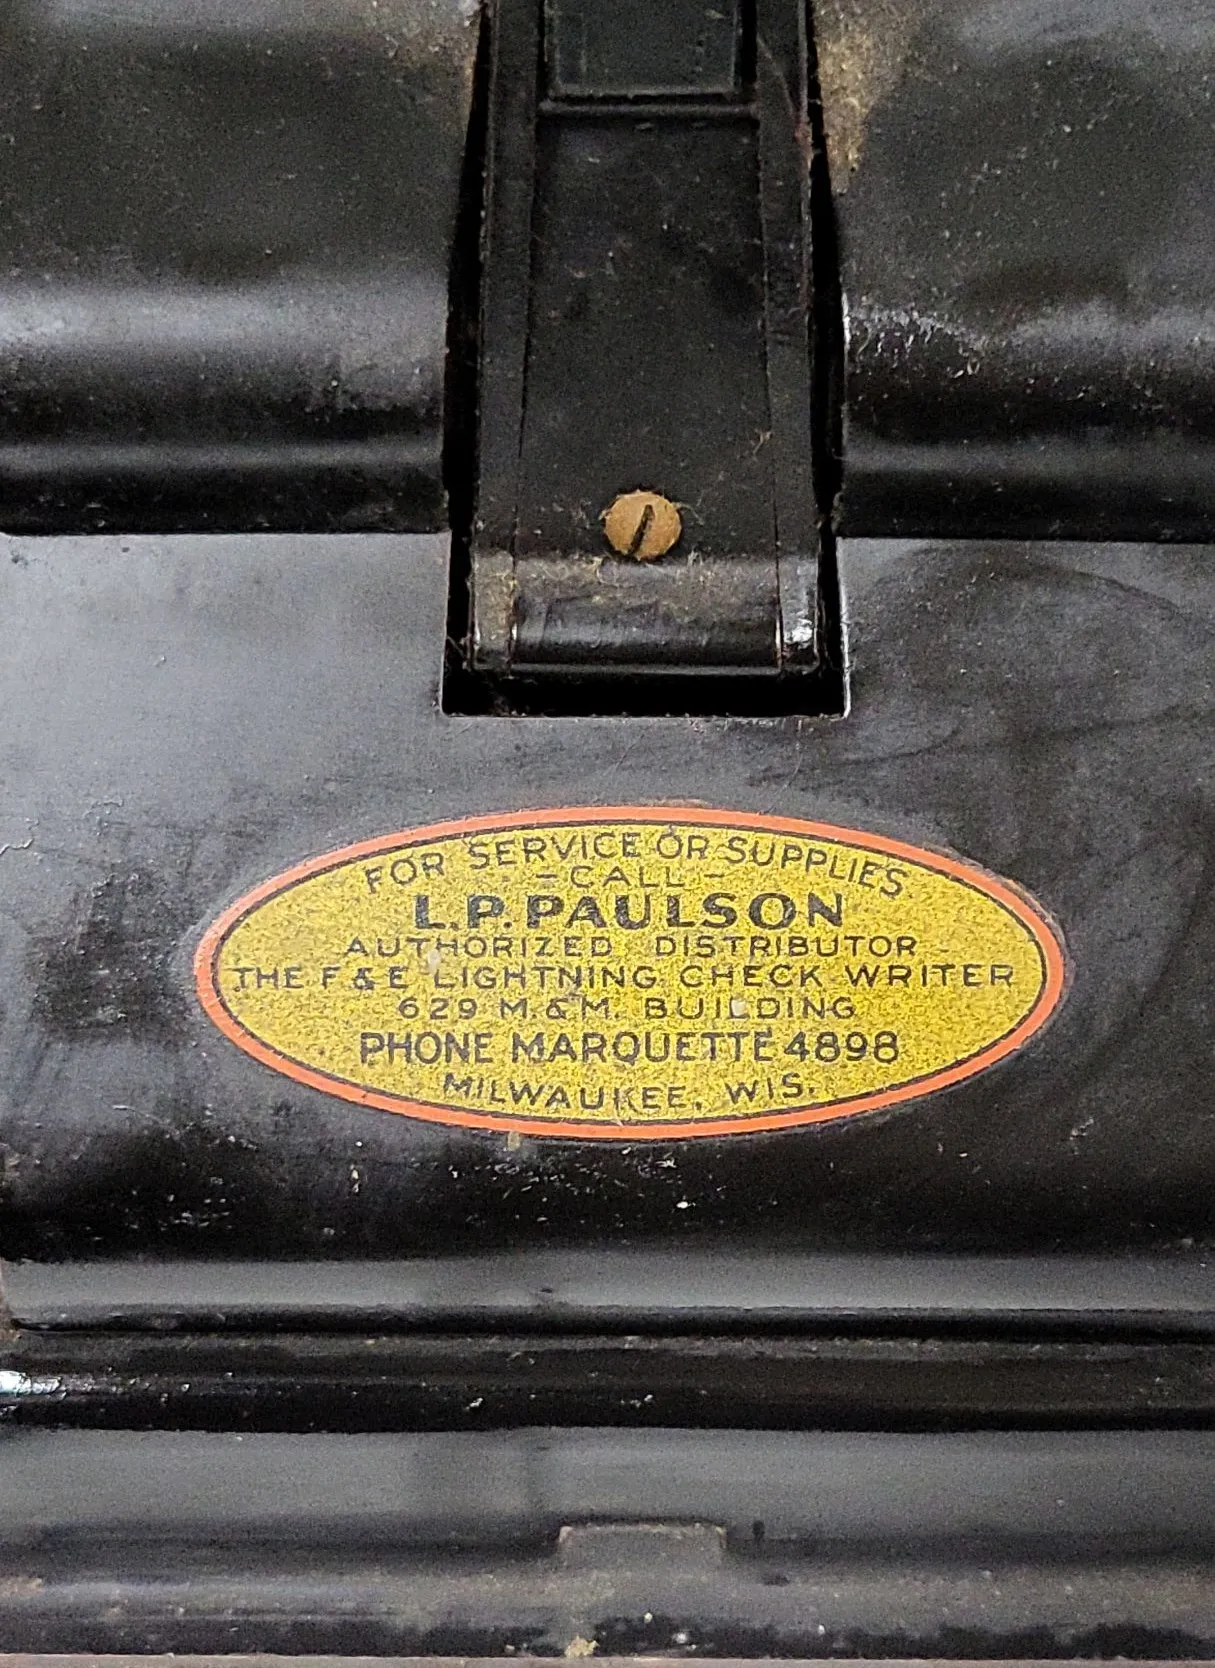 FOR SERVICE OR SUPPLIES
- CALL -
L.P. PAULSON
AUTHORIZED DISTRIBUTOR
THE F & E LIGHTNING CHECK WRITER
629 M. & M. BUILDING
PHONE MARQUETTE 4898
MILWAUKEE, WIS.